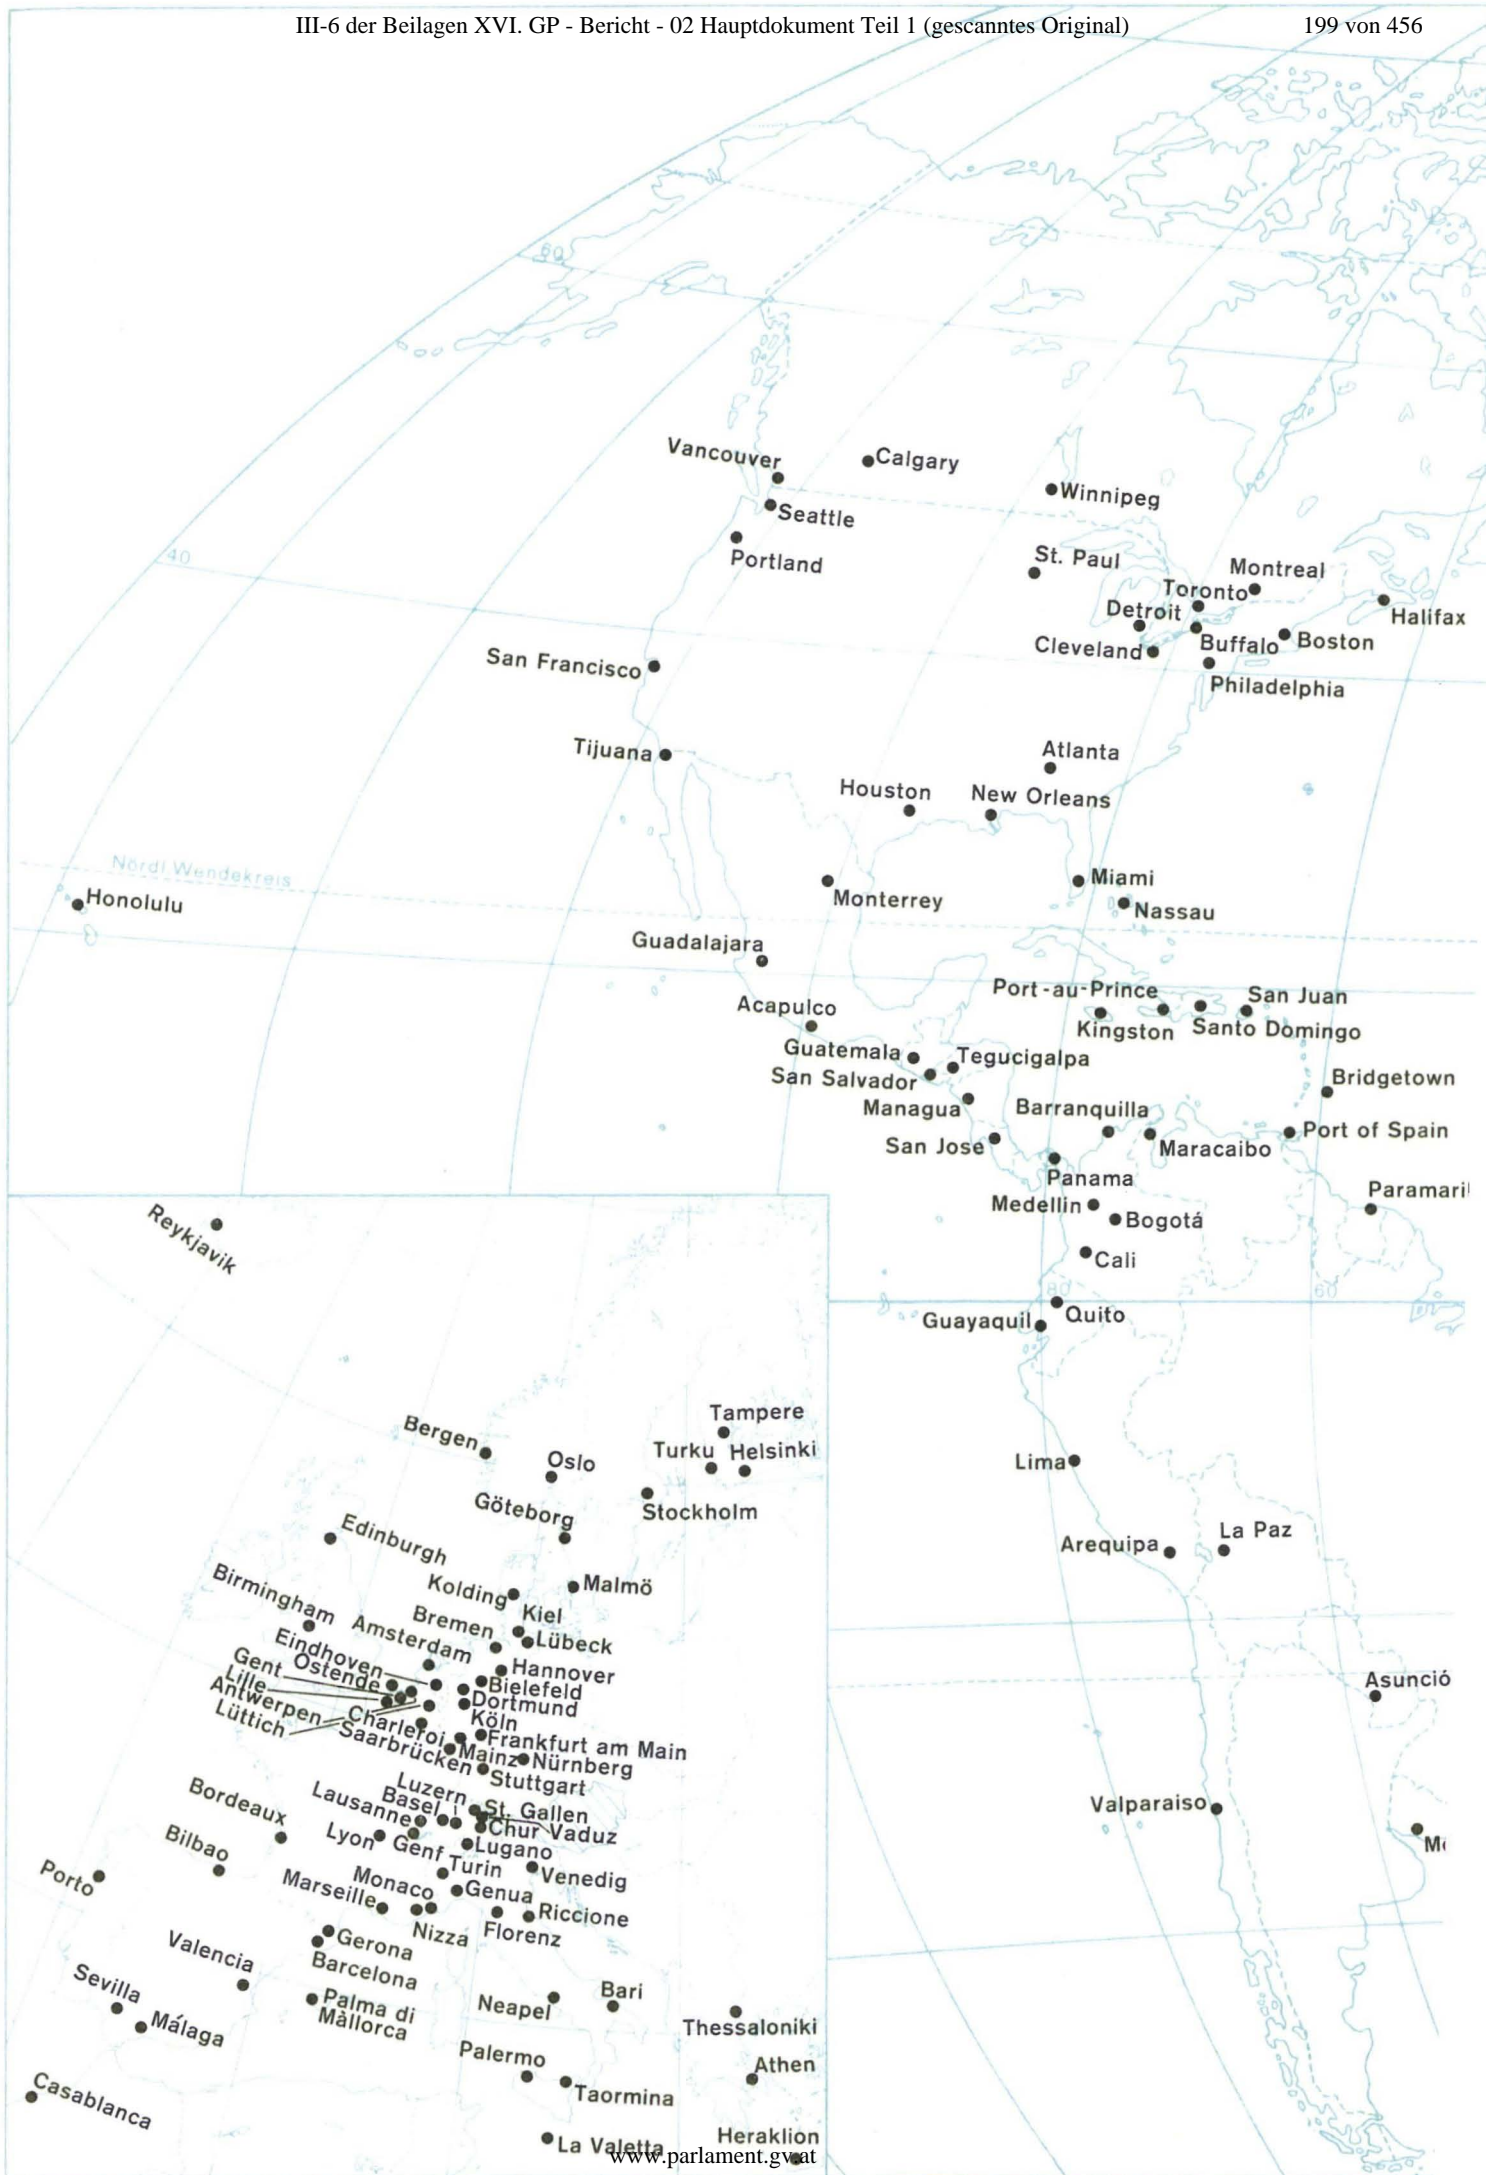 III-6 der Beilagen XVI. GP - Bericht - 02 Hauptdokument Teil 1 (gescanntes Original) 199 von 456
60
Vancouver
Calgary
Winnipeg
Seattle
Portland
40
St. Paul
Montreal
Toronto
Detroit
Halifax
Cleveland
Buffalo
Boston
Philadelphia
San Francisco
Tijuana
Atlanta
Houston
New Orleans
Nördl Wendekreis
Honolulu
Monterrey
Miami
Nassau
Guadalajara
Acapulco
Port-au-Prince
San Juan
Kingston
Santo Domingo
Guatemala
Tegucigalpa
San Salvador
Managua
Barranquilla
Bridgetown
San José
Maracaibo
Port of Spain
Panama
Medellin
Bogotá
Paramari
Cali
80
60
Guayaquil
Quito
Lima
Arequipa
La Paz
Asunció
Valparaiso
M
Reykjavik
Bergen
Oslo
Tampere
Turku
Helsinki
Göteborg
Stockholm
Edinburgh
Kolding
Malmö
Birmingham
Kiel
Bremen
Lübeck
Amsterdam
Eindhoven
Hannover
Gent
Ostende
Bielefeld
Lille
Dortmund
Antwerpen
Köln
Lüttich
Charleroi
Frankfurt am Main
Saarbrücken
Mainz
Nürnberg
Stuttgart
Luzern
Basel
St. Gallen
Lausanne
Chur
Vaduz
Bordeaux
Lyon
Genf
Lugano
Bilbao
Turin
Venedig
Porto
Monaco
Genua
Marseille
Riccione
Nizza
Florenz
Gerona
Barcelona
Valencia
Sevilla
Palma di
Màllorca
Málaga
Neapel
Bari
Thessaloniki
Palermo
Athen
Taormina
Casablanca
La Valetta
Heraklion
www.parlament.gv.at